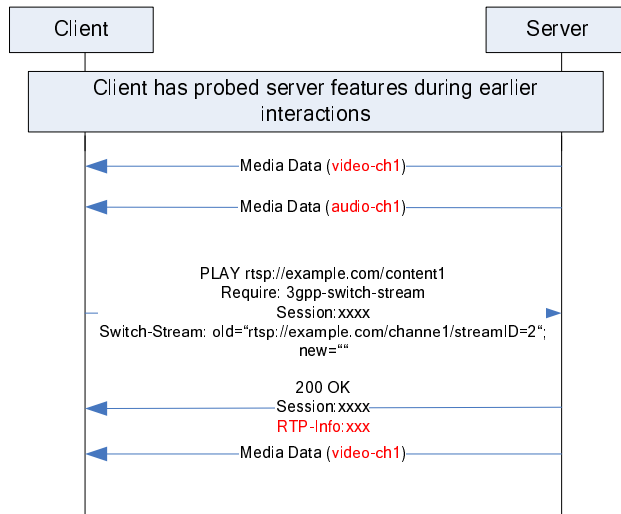 Client
Server
Client has probed server features during earlier
interactions
Media Data (video-ch1)
Media Data (audio-ch1)
PLAY rtsp://example.com/content1
Require: 3gpp-switch-stream
Session:xxxx
Switch-Stream: old=“rtsp://example.com/channe1/streamID=2“;
new=““
200 OK
Session:xxxx
RTP-Info:xxx
Media Data (video-ch1)